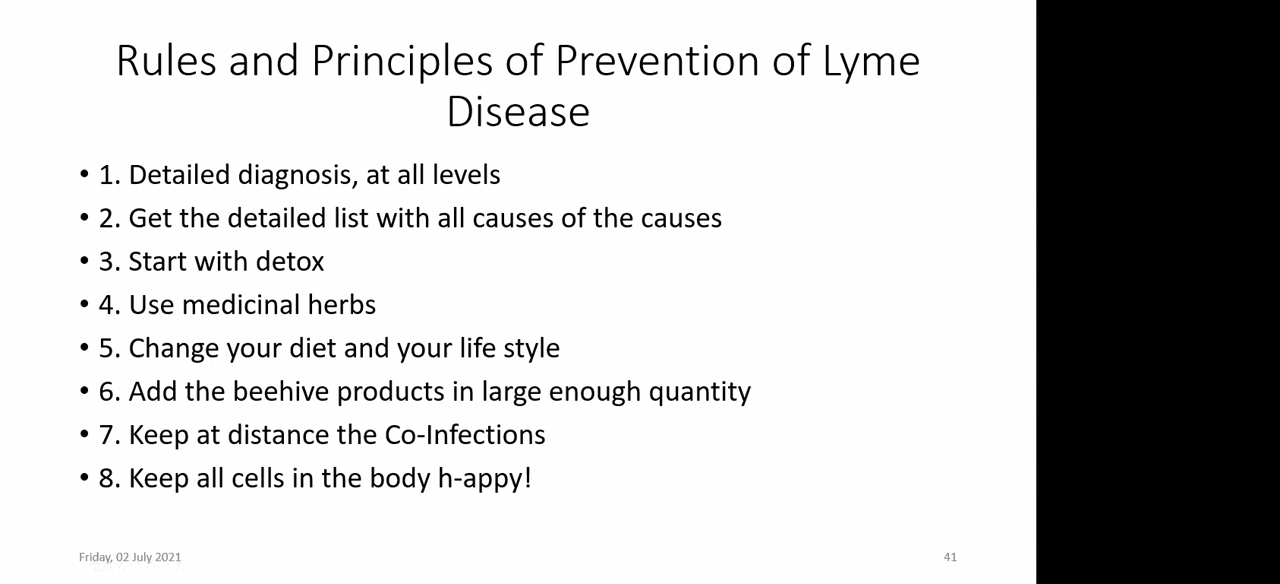 Rules and Principles of Prevention of Lyme
Disease
• 1. Detailed diagnosis, at all levels
• 2. Get the detailed list with all causes of the causes
• 3. Start with detox
• 4. Use medicinal herbs
• 5. Change your diet and your life style
• 6. Add the beehive products in large enough quantity
• 7. Keep at distance the Co-Infections
• 8. Keep all cells in the body h-appy!
Friday, 02 July 2021
41